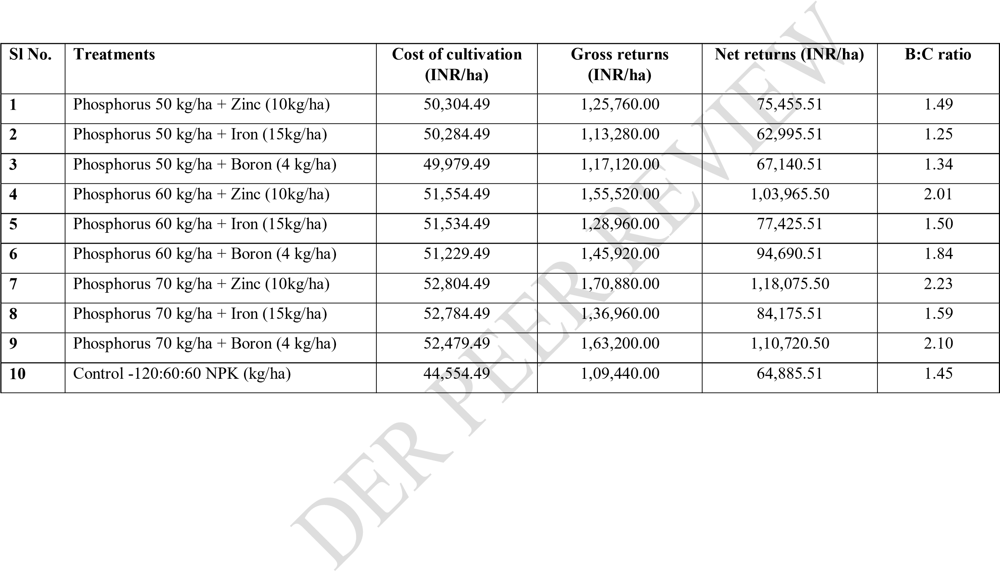 Sl No. Treatments Cost of cultivation (INR/ha) Gross returns (INR/ha) Net returns (INR/ha) B:C ratio
1 Phosphorus 50 kg/ha + Zinc (10kg/ha) 50,304.49 1,25,760.00 75,455.51 1.49
2 Phosphorus 50 kg/ha + Iron (15kg/ha) 50,284.49 1,13,280.00 62,995.51 1.25
3 Phosphorus 50 kg/ha + Boron (4 kg/ha) 49,979.49 1,17,120.00 67,140.51 1.34
4 Phosphorus 60 kg/ha + Zinc (10kg/ha) 51,554.49 1,55,520.00 1,03,965.50 2.01
5 Phosphorus 60 kg/ha + Iron (15kg/ha) 51,534.49 1,28,960.00 77,425.51 1.50
6 Phosphorus 60 kg/ha + Boron (4 kg/ha) 51,229.49 1,45,920.00 94,690.51 1.84
7 Phosphorus 70 kg/ha + Zinc (10kg/ha) 52,804.49 1,70,880.00 1,18,075.50 2.23
8 Phosphorus 70 kg/ha + Iron (15kg/ha) 52,784.49 1,36,960.00 84,175.51 1.59
9 Phosphorus 70 kg/ha + Boron (4 kg/ha) 52,479.49 1,63,200.00 1,10,720.50 2.10
10 Control -120:60:60 NPK (kg/ha) 44,554.49 1,09,440.00 64,885.51 1.45
DER PEER REVIEW